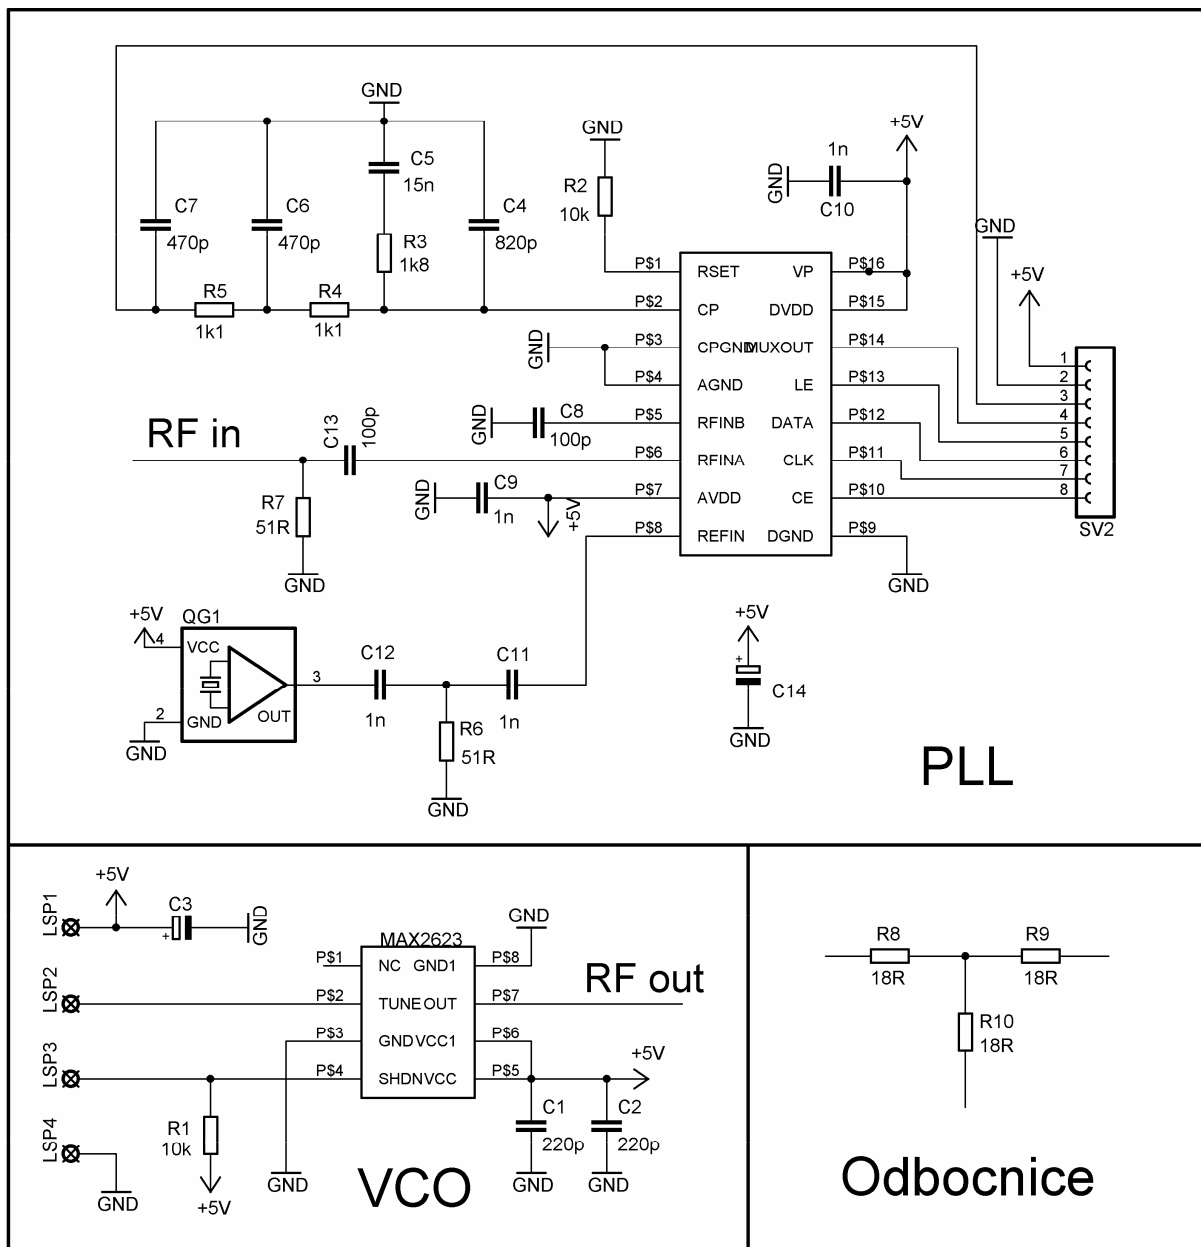 GND
C5
15n
C7
470p
C6
470p
C4
820p
R3
1k8
R5
1k1
R4
1k1
GND
R2
10k
+5V
1n
GND
C10
GND
+5V
P$1 RSET VP P$16
P$2 CP DVDD P$15
GND P$3 CPGND MUXOUT P$14
P$4 AGND LE P$13
GND C8 100p P$5 RFINB DATA P$12
RF in C13 100p P$6 RFINA CLK P$11
GND C9 1n +5V P$7 AVDD CE P$10
P$8 REFIN DGND P$9
R7
51R
GND
GND
1
2
3
4
5
6
7
8
SV2
+5V
QG1
4 VCC
3
2 GND OUT
GND
C12
1n
C11
1n
R6
51R
GND
+5V
+
C14
GND
PLL
+5V
LSP1
C3
+
GND
LSP2
LSP3
LSP4
GND
R1
10k
+5V
MAX2623
GND
P$1 NC GND1 P$8
P$2 TUNE OUT P$7
RF out
P$3 GND VCC1 P$6
P$4 SHDN VCC P$5
+5V
C1
220p
C2
220p
GND
GND
GND
VCO
R8
18R
R9
18R
R10
18R
Odbocnice